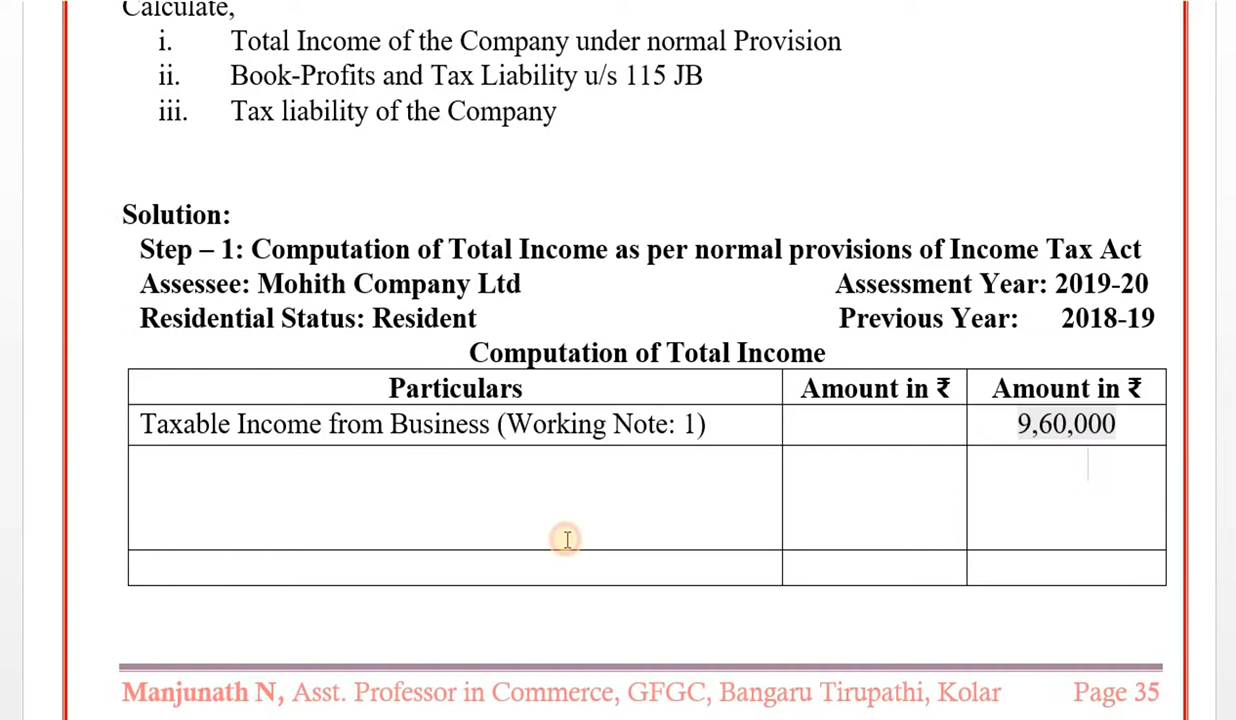 Calculate,
i. Total Income of the Company under normal Provision
ii. Book-Profits and Tax Liability u/s 115 JB
iii. Tax liability of the Company
Solution:
Step – 1: Computation of Total Income as per normal provisions of Income Tax Act
Assessee: Mohith Company Ltd Assessment Year: 2019-20
Residential Status: Resident Previous Year: 2018-19
Computation of Total Income
Particulars Amount in ₹ Amount in ₹
Taxable Income from Business (Working Note: 1) 9,60,000
Manjunath N, Asst. Professor in Commerce, GFGC, Bangaru Tirupathi, Kolar Page 35